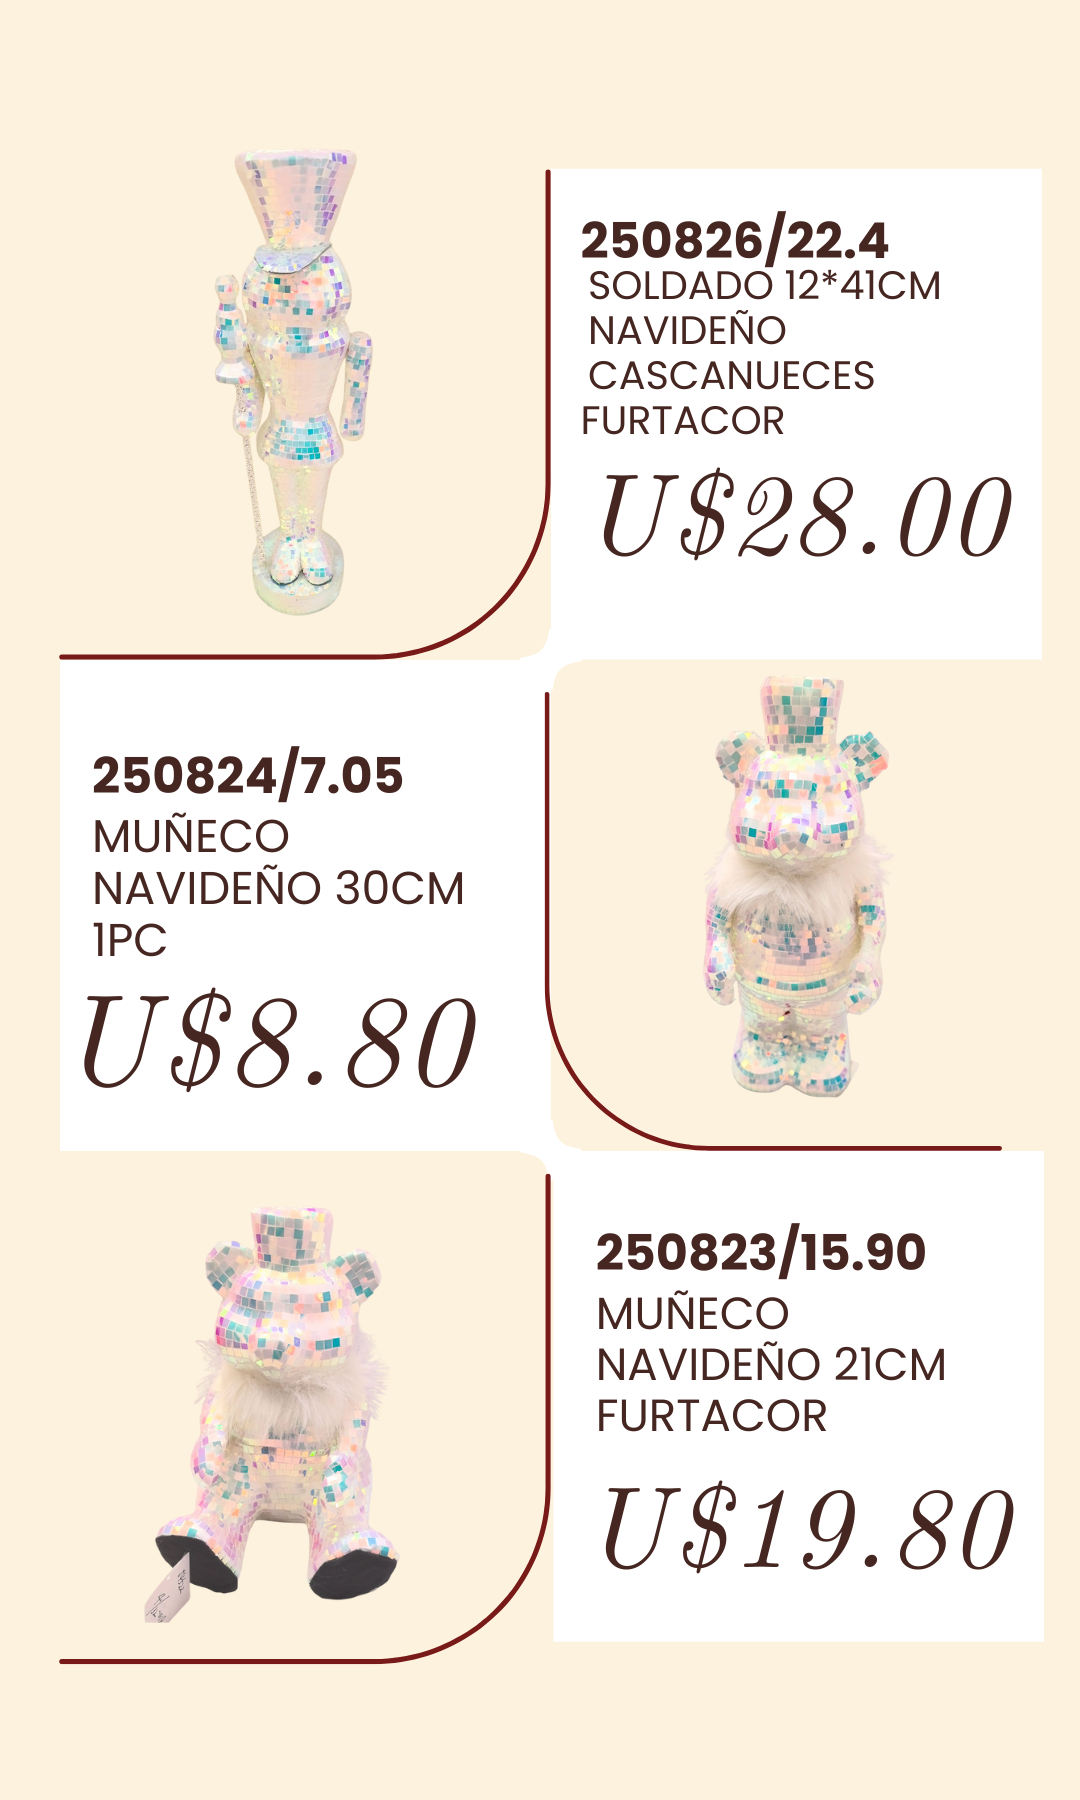 250826/22.4
SOLDADO 12*41CM
NAVIDEÑO
CASCANUECES
FURTACOR
U$28.00
250824/7.05
MUÑECO
NAVIDEÑO 30CM
1PC
U$8.80
250823/15.90
MUÑECO
NAVIDEÑO 21CM
FURTACOR
U$19.80